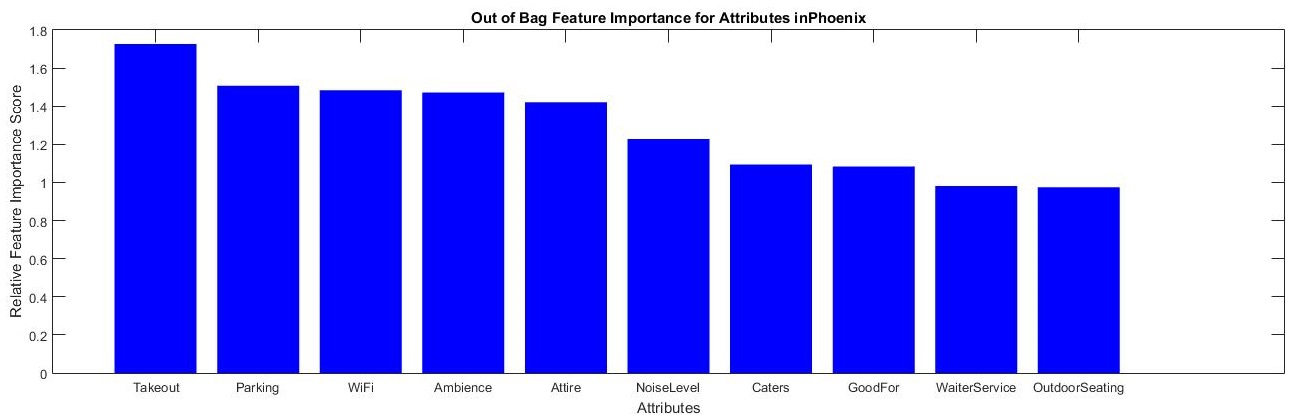 Out of Bag Feature Importance for Attributes inPhoenix
Relative Feature Importance Score
1.8
1.6
1.4
1.2
1
0.8
0.6
0.4
0.2
0
Takeout Parking WiFi Ambience Attire NoiseLevel Caters GoodFor WaiterService OutdoorSeating
Attributes